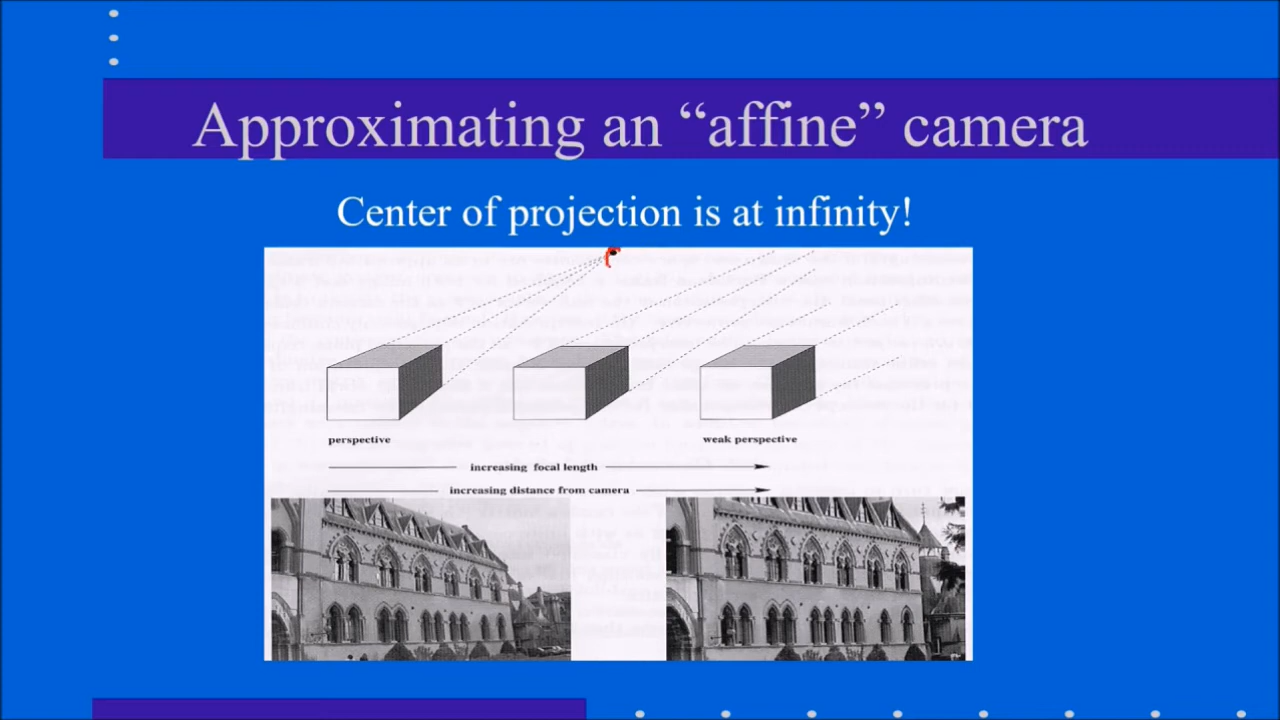 Approximating an “affine” camera
Center of projection is at infinity!
perspective
weak perspective
increasing focal length
increasing distance from camera